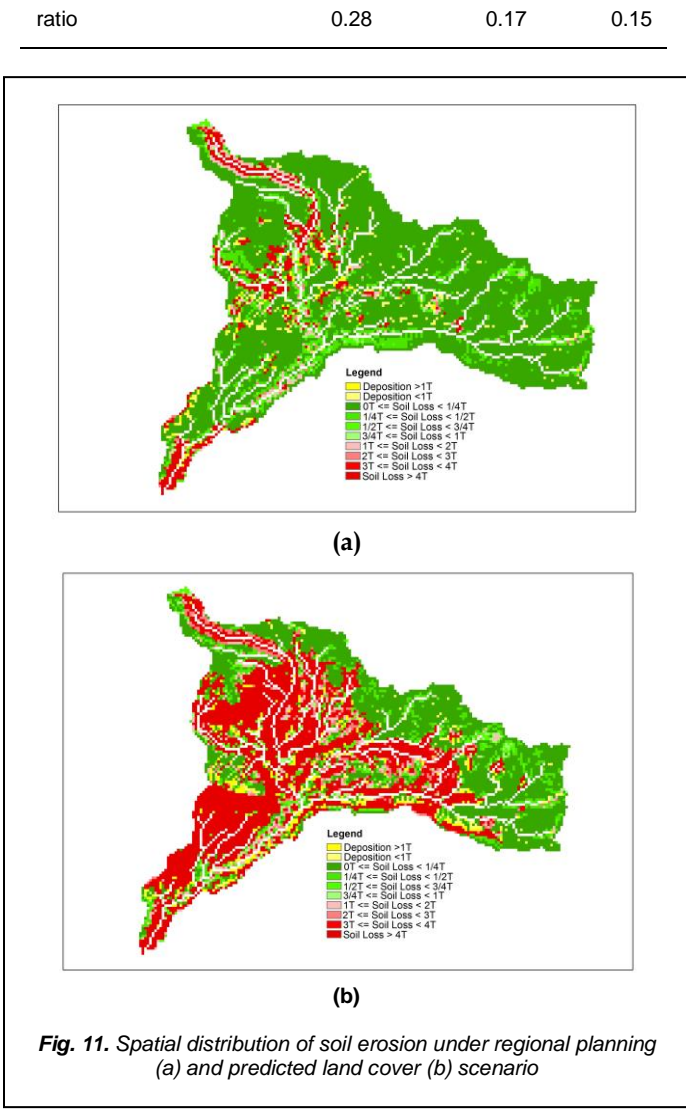 ratio 0.28 0.17 0.15
Legend
Deposition >1T
Deposition <1T
0T <= Soil Loss < 1/4T
1/4T <= Soil Loss < 1/2T
1/2T <= Soil Loss < 3/4T
3/4T <= Soil Loss < 1T
1T <= Soil Loss < 2T
2T <= Soil Loss < 3T
3T <= Soil Loss < 4T
Soil Loss > 4T
(a)
Legend
Deposition >1T
Deposition <1T
0T <= Soil Loss < 1/4T
1/4T <= Soil Loss < 1/2T
1/2T <= Soil Loss < 3/4T
3/4T <= Soil Loss < 1T
1T <= Soil Loss < 2T
2T <= Soil Loss < 3T
3T <= Soil Loss < 4T
Soil Loss > 4T
(b)
Fig. 11. Spatial distribution of soil erosion under regional planning
(a) and predicted land cover (b) scenario